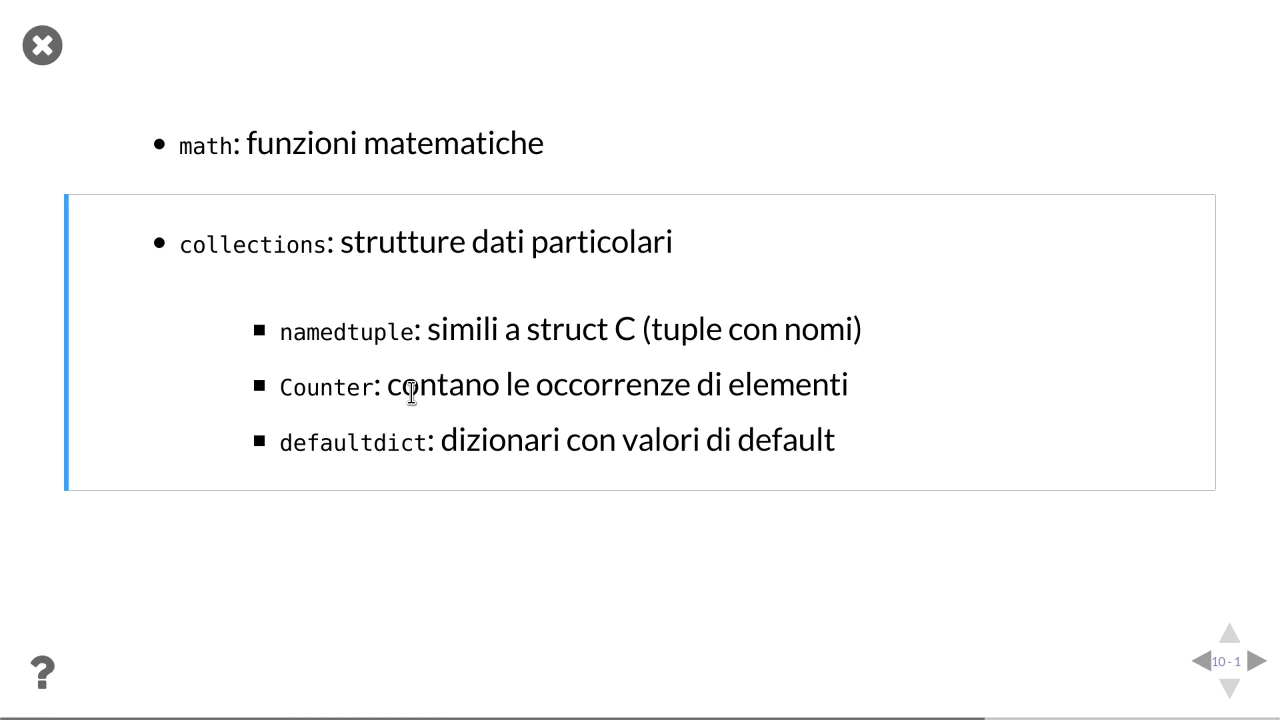 math: funzioni matematiche
collections: strutture dati particolari
namedtuple: simili a struct C (tuple con nomi)
Counter: contano le occorrenze di elementi
defaultdict: dizionari con valori di default
?
10 - 1